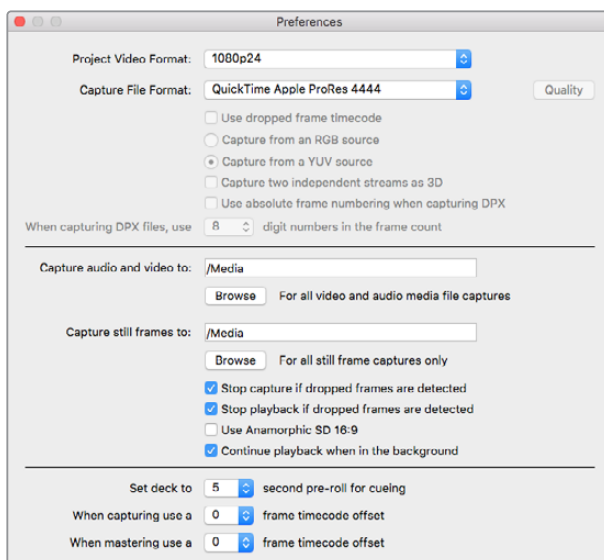 Preferences
Project Video Format: 1080p24
Capture File Format: QuickTime Apple ProRes 4444 Quality
Use dropped frame timecode
Capture from an RGB source
Capture from a YUV source
Capture two independent streams as 3D
Use absolute frame numbering when capturing DPX
When capturing DPX files, use 8 digit numbers in the frame count
Capture audio and video to: /Media
Browse For all video and audio media file captures
Capture still frames to: /Media
Browse For all still frame captures only
Stop capture if dropped frames are detected
Stop playback if dropped frames are detected
Use Anamorphic SD 16:9
Continue playback when in the background
Set deck to 5 second pre-roll for cueing
When capturing use a 0 frame timecode offset
When mastering use a 0 frame timecode offset